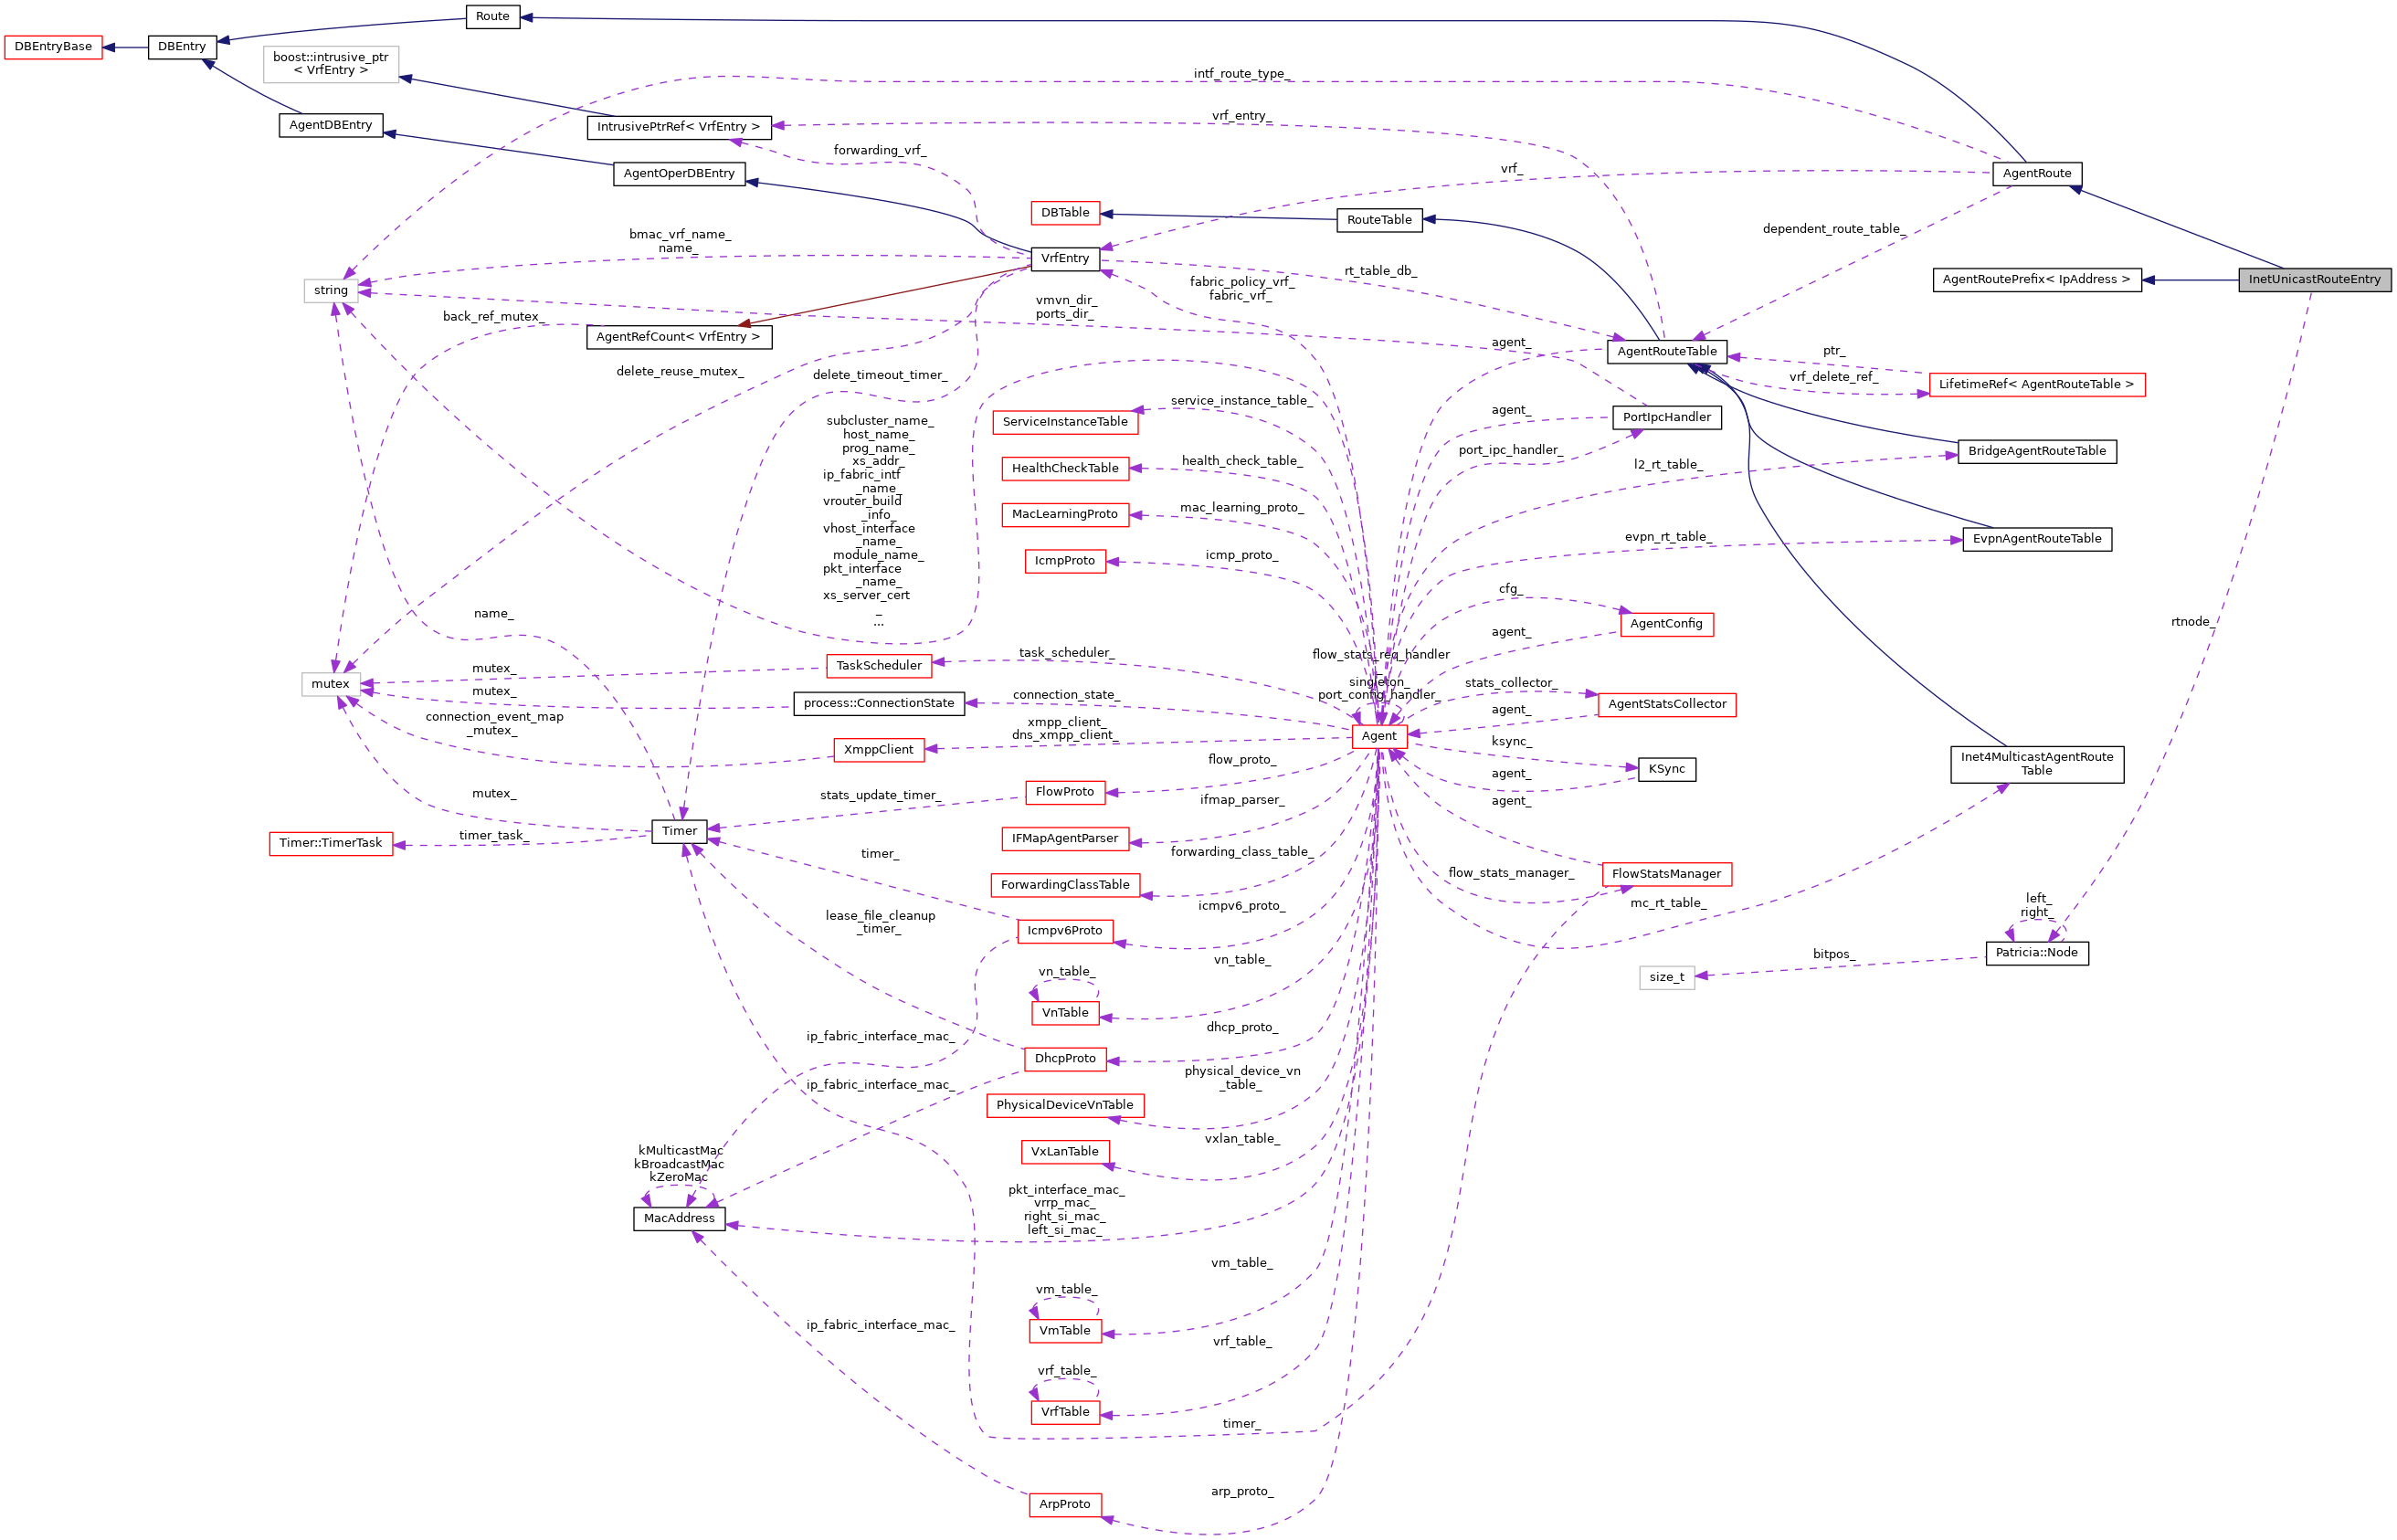 Route
DBEntryBase
DBEntry
boost::intrusive_ptr
< VrfEntry >
intf_route_type_
AgentDBEntry
IntrusivePtrRef< VrfEntry >
vrf_entry_
forwarding_vrf_
AgentOperDBEntry
vrf_
AgentRoute
DBTable
RouteTable
dependent_route_table_
bmac_vrf_name_
name_
VrfEntry
rt_table_db_
AgentRoutePrefix< IpAddress >
InetUnicastRouteEntry
string
fabric_policy_vrf_
fabric_vrf_
vmvn_dir_
ports_dir_
back_ref_mutex_
AgentRefCount< VrfEntry >
agent_
AgentRouteTable
ptr_
vrf_delete_ref_
LifetimeRef< AgentRouteTable >
delete_reuse_mutex_
delete_timeout_timer_
service_instance_table_
ServiceInstanceTable
agent_
PortIpcHandler
subcluster_name_
host_name_
prog_name_
xs_addr_
ip_fabric_intf
_name_
vrouter_build
_info_
vhost_interface
_name_
module_name_
pkt_interface
_name_
xs_server_cert
_
...
port_ipc_handler_
BridgeAgentRouteTable
health_check_table_
HealthCheckTable
l2_rt_table_
mac_learning_proto_
MacLearningProto
evpn_rt_table_
EvpnAgentRouteTable
icmp_proto_
IcmpProto
cfg_
AgentConfig
agent_
rtnode_
name_
task_scheduler_
flow_stats_req_handler
_
singleton_
port_config_handler_
TaskScheduler
mutex_
mutex
mutex_
process::ConnectionState
connection_state_
stats_collector_
AgentStatsCollector
agent_
connection_event_map
_mutex_
xmpp_client_
dns_xmpp_client_
XmppClient
Agent
ksync_
KSync
agent_
Inet4MulticastAgentRoute
Table
flow_proto_
FlowProto
stats_update_timer_
mutex_
ifmap_parser_
agent_
Timer
timer_task_
Timer::TimerTask
IFMapAgentParser
timer_
forwarding_class_table_
ForwardingClassTable
flow_stats_manager_
FlowStatsManager
lease_file_cleanup
_timer_
icmpv6_proto_
Icmpv6Proto
mc_rt_table_
left_
right_
Patricia::Node
bitpos_
size_t
vn_table_
vn_table_
VnTable
ip_fabric_interface_mac_
dhcp_proto_
DhcpProto
ip_fabric_interface_mac_
physical_device_vn
_table_
PhysicalDeviceVnTable
vxlan_table_
VxLanTable
kMulticastMac
kBroadcastMac
kZeroMac
MacAddress
pkt_interface_mac_
vrrp_mac_
right_si_mac_
left_si_mac_
vm_table_
vm_table_
VmTable
ip_fabric_interface_mac_
vrf_table_
vrf_table_
VrfTable
timer_
arp_proto_
ArpProto